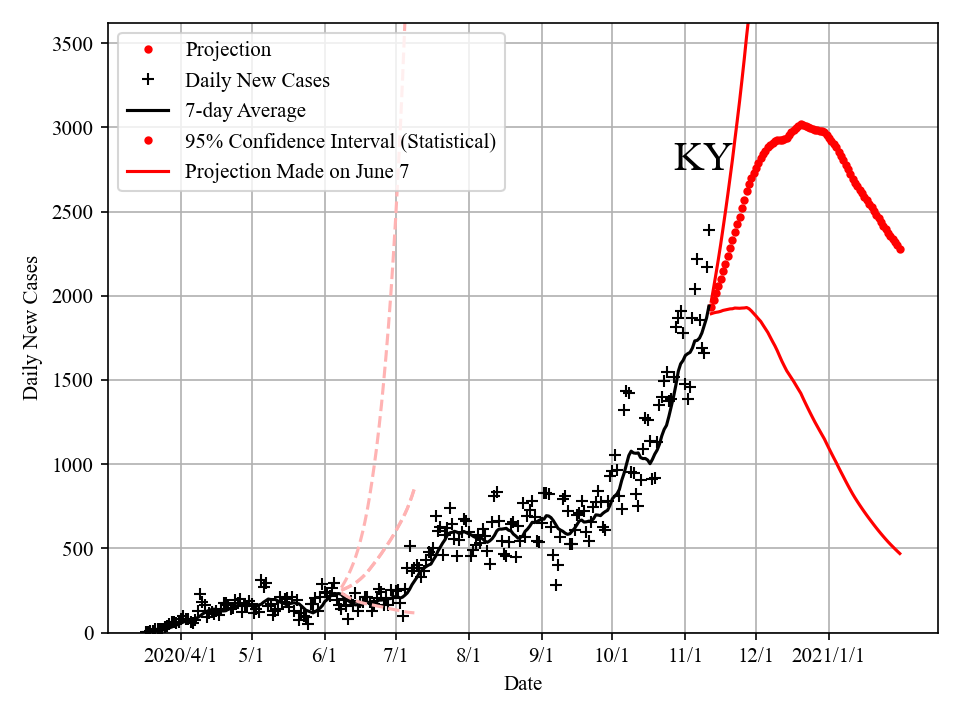 3500
3000
2500
2000
1500
1000
500
0
Daily New Cases
Projection
Daily New Cases
7-day Average
95% Confidence Interval (Statistical)
Projection Made on June 7
KY
2020/4/1 5/1 6/1 7/1 8/1 9/1 10/1 11/1 12/1 2021/1/1
Date